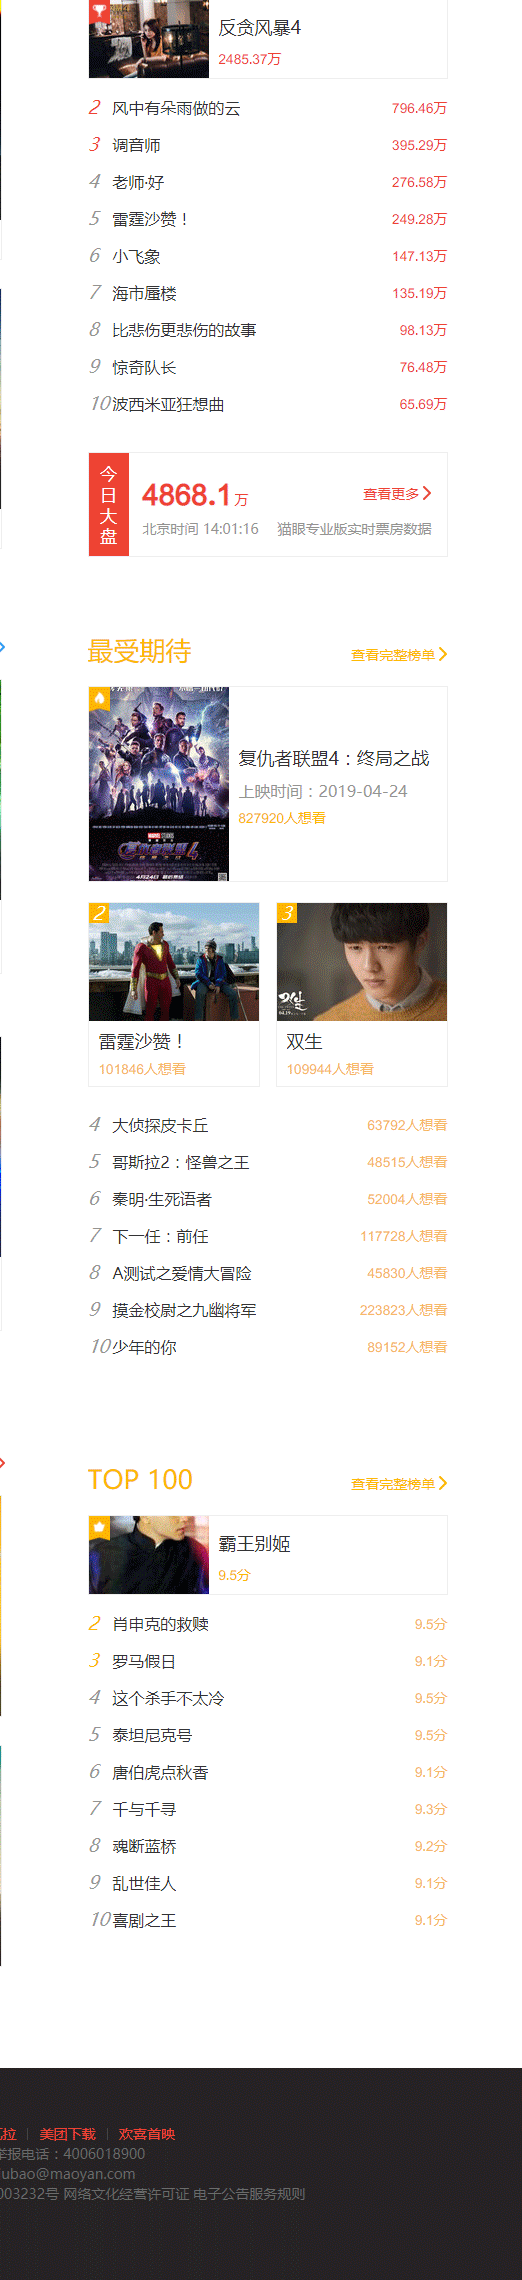 反贪风暴4
2485.37万
2 风中有朵雨做的云 796.46万
3 调音师 395.29万
4 老师·好 276.58万
5 雷霆沙赞！ 249.28万
6 小飞象 147.13万
7 海市蜃楼 135.19万
8 比悲伤更悲伤的故事 98.13万
9 惊奇队长 76.48万
10 波西米亚狂想曲 65.69万
今日大盘
4868.1万 查看更多
北京时间 14:01:16 猫眼专业版实时票房数据
最受期待 查看完整榜单
复仇者联盟4：终局之战
上映时间：2019-04-24
827920人想看
4月24日
2 3
雷霆沙赞！ 双生
101846人想看 109944人想看
4 大侦探皮卡丘 63792人想看
5 哥斯拉2：怪兽之王 48515人想看
6 秦明·生死语者 52004人想看
7 下一任：前任 117728人想看
8 A测试之爱情大冒险 45830人想看
9 摸金校尉之九幽将军 223823人想看
10 少年的你 89152人想看
TOP 100 查看完整榜单
霸王别姬
9.5分
2 肖申克的救赎 9.5分
3 罗马假日 9.1分
4 这个杀手不太冷 9.5分
5 泰坦尼克号 9.5分
6 唐伯虎点秋香 9.1分
7 千与千寻 9.3分
8 魂断蓝桥 9.2分
9 乱世佳人 9.1分
10 喜剧之王 9.1分
拉 | 美团下载 | 欢喜首映
举报电话：4006018900
ubao@maoyan.com
003232号 网络文化经营许可证 电子公告服务规则